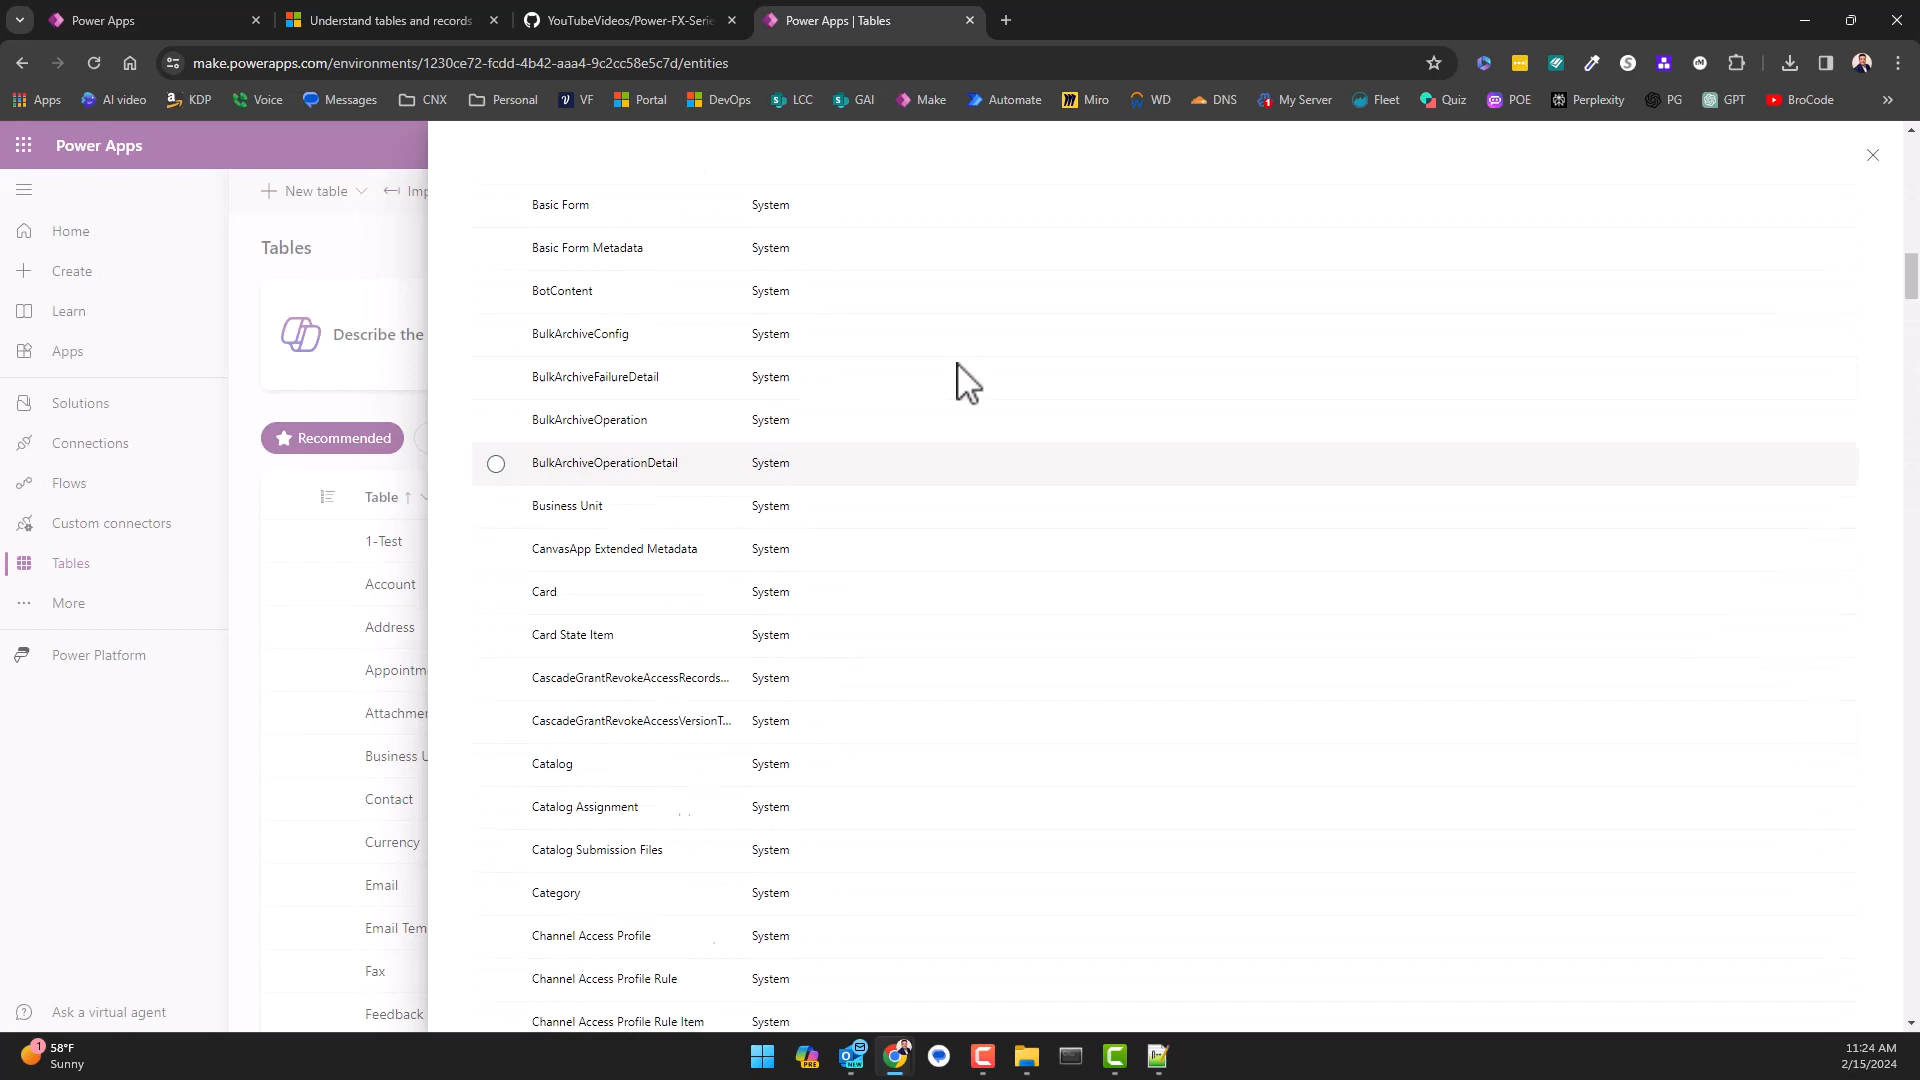 Power Apps
Understand tables and records
YouTubeVideos/Power-FX-Serie
Power Apps | Tables
make.powerapps.com/environments/1230ce72-fcdd-4b42-aaa4-9c2cc58e5c7d/entities
Apps
AI video
KDP
Voice
Messages
CNX
Personal
VF
Portal
DevOps
LCC
GAI
Make
Automate
Miro
WD
DNS
My Server
Fleet
Quiz
POE
Perplexity
PG
GPT
BroCode
Power Apps
New table
Imp
Home
Create
Learn
Apps
Solutions
Connections
Flows
Custom connectors
Tables
More
Power Platform
Ask a virtual agent
Tables
Describe the
Recommended
Table
1-Test
Account
Address
Appointm
Attachmer
Business U
Contact
Currency
Email
Email Tem
Fax
Feedback
Basic Form System
Basic Form Metadata System
BotContent System
BulkArchiveConfig System
BulkArchiveFailureDetail System
BulkArchiveOperation System
BulkArchiveOperationDetail System
Business Unit System
CanvasApp Extended Metadata System
Card System
Card State Item System
CascadeGrantRevokeAccessRecords... System
CascadeGrantRevokeAccessVersionT... System
Catalog System
Catalog Assignment System
Catalog Submission Files System
Category System
Channel Access Profile System
Channel Access Profile Rule System
Channel Access Profile Rule Item System
1
58°F
Sunny
PRE
NEW
11:24 AM
2/15/2024